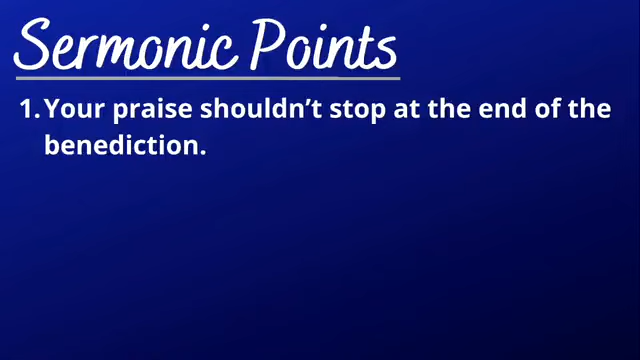 Sermonic Points
1. Your praise shouldn’t stop at the end of the
benediction.